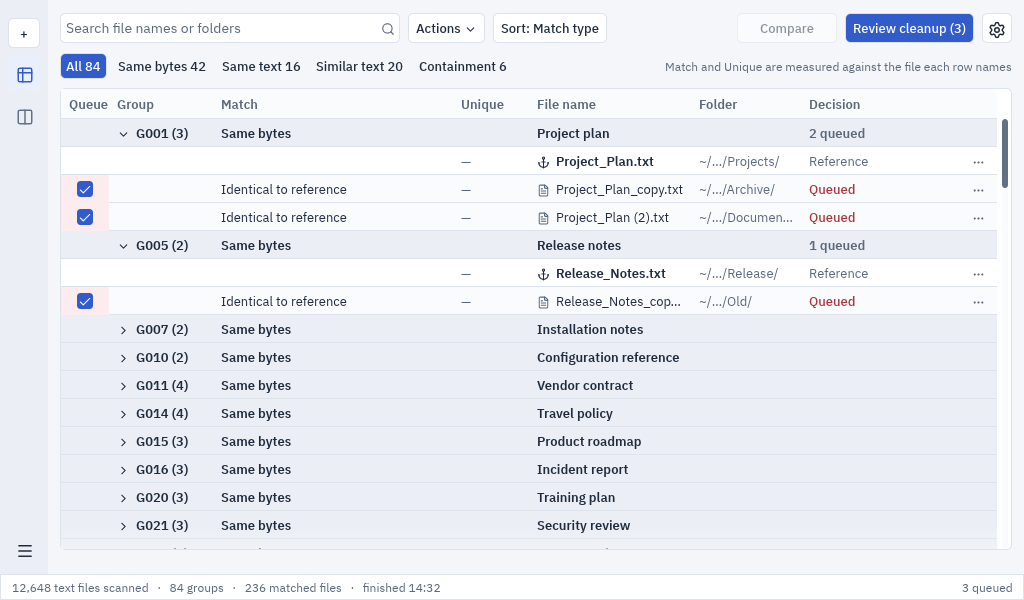 +
Search file names or folders
Actions
Sort: Match type
Compare
Review cleanup (3)
All 84 Same bytes 42 Same text 16 Similar text 20 Containment 6
Match and Unique are measured against the file each row names
Queue Group Match Unique File name Folder Decision
G001 (3) Same bytes Project plan 2 queued
— Project_Plan.txt ~/…/Projects/ Reference ...
Identical to reference — Project_Plan_copy.txt ~/…/Archive/ Queued ...
Identical to reference — Project_Plan (2).txt ~/…/Documen… Queued ...
G005 (2) Same bytes Release notes 1 queued
— Release_Notes.txt ~/…/Release/ Reference ...
Identical to reference — Release_Notes_cop… ~/…/Old/ Queued ...
G007 (2) Same bytes Installation notes
G010 (2) Same bytes Configuration reference
G011 (4) Same bytes Vendor contract
G014 (4) Same bytes Travel policy
G015 (3) Same bytes Product roadmap
G016 (3) Same bytes Incident report
G020 (3) Same bytes Training plan
G021 (3) Same bytes Security review
12,648 text files scanned · 84 groups · 236 matched files · finished 14:32
3 queued